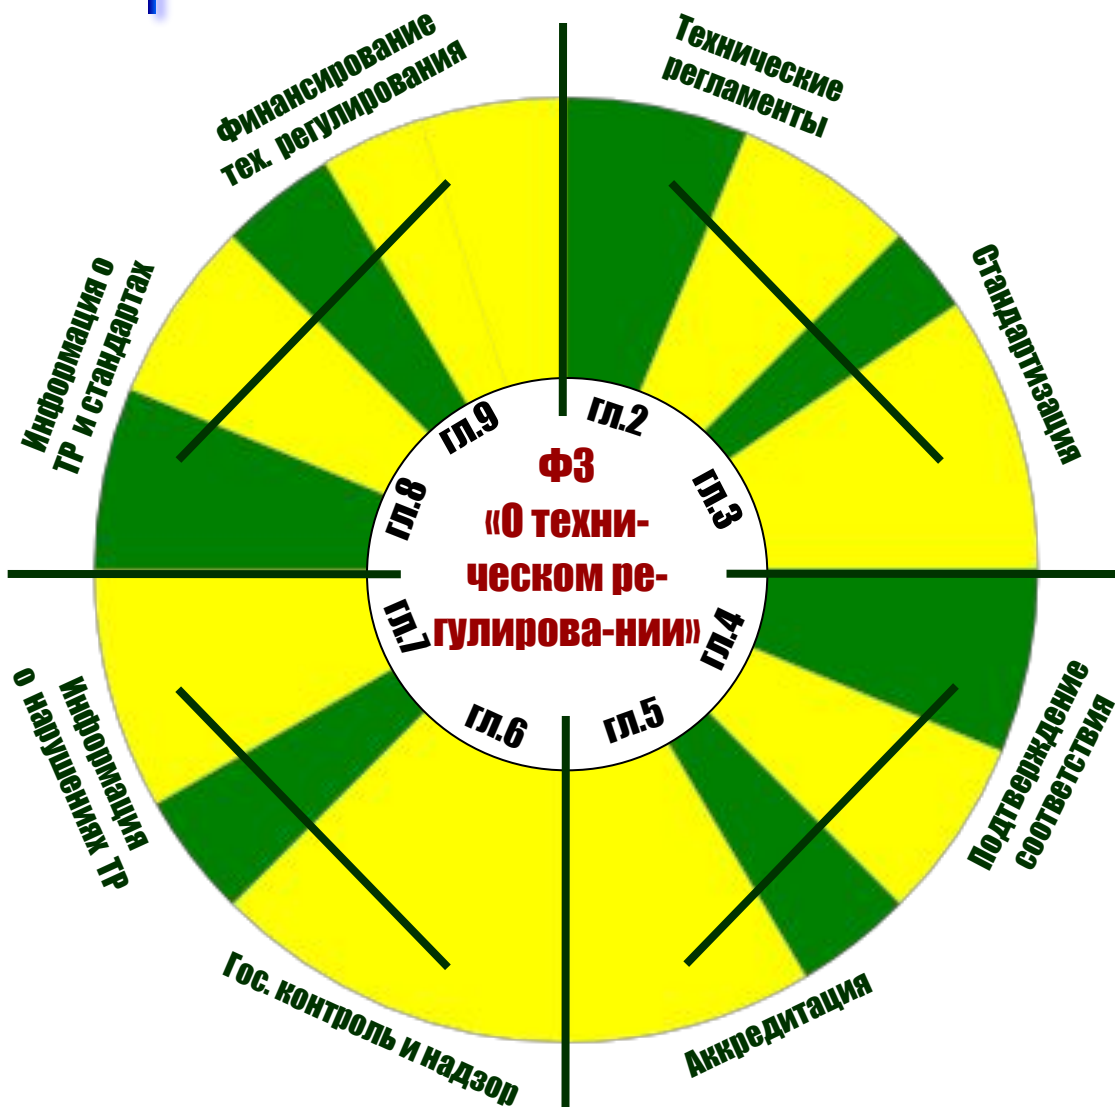 Финансирование
тех. регулирования
Технические
регламенты
Информация о
ТР и стандартах
Стандартизация
гл.9
гл.2
гл.8
гл.3
ФЗ
«О техни-
ческом ре-
гулирова-нии»
гл.7
гл.4
гл.6
гл.5
Информация
о нарушениях ТР
Подтверждение
соответствия
Гос. контроль и надзор
Аккредитация